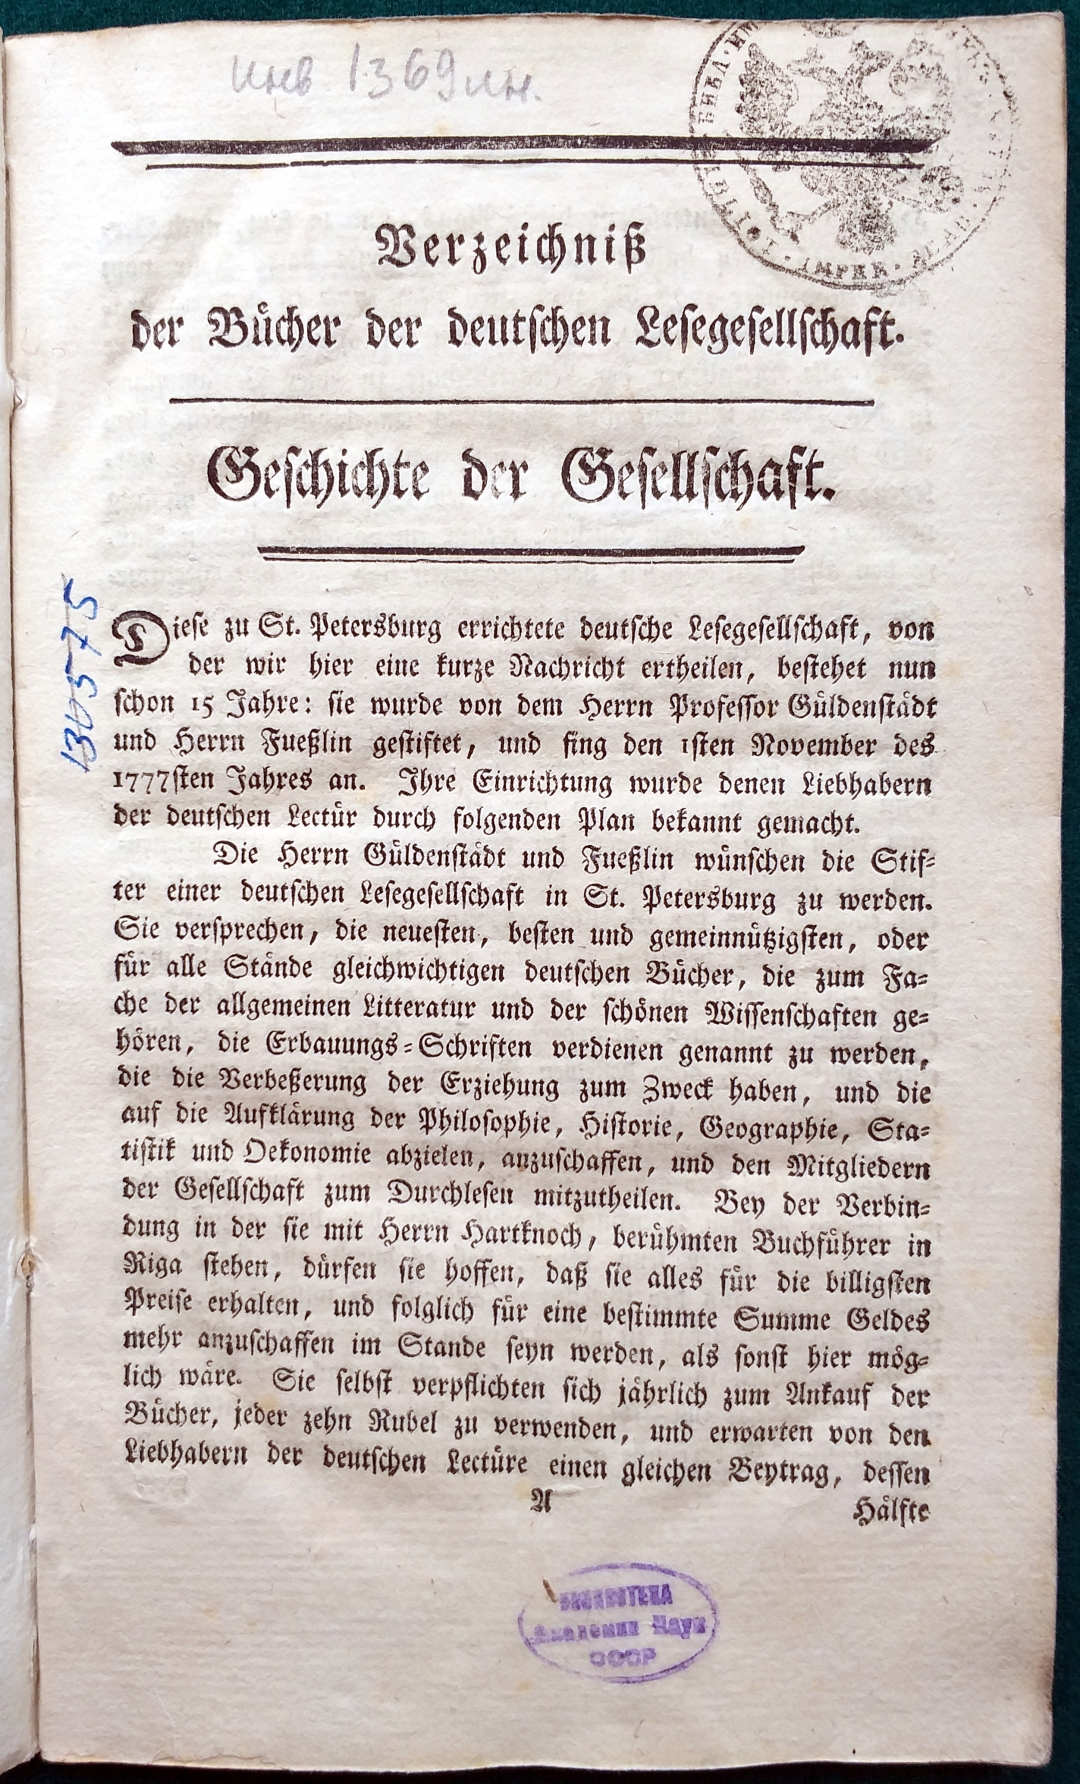 инв 1369 ин.
Verzeichniß
der Bücher der deutschen Lesegesellschaft.
Geschichte der Gesellschaft.
Diese zu St. Petersburg errichtete deutsche Lesegesellschaft, von
der wir hier eine kurze Nachricht ertheilen, bestehet nun
schon 15 Jahre: sie wurde von dem Herrn Professor Güldenstädt
und Herrn Fueßlin gestiftet, und fing den 1sten November des
1777sten Jahres an. Ihre Einrichtung wurde denen Liebhabern
der deutschen Lectür durch folgenden Plan bekannt gemacht.
Die Herrn Güldenstädt und Fueßlin wünschen die Stif-
ter einer deutschen Lesegesellschaft in St. Petersburg zu werden.
Sie versprechen, die neuesten, besten und gemeinnützigsten, oder
für alle Stände gleichwichtigen deutschen Bücher, die zum Fa-
che der allgemeinen Litteratur und der schönen Wissenschaften ge-
hören, die Erbauungs-Schriften verdienen genannt zu werden,
die die Verbeßerung der Erziehung zum Zweck haben, und die
auf die Aufklärung der Philosophie, Historie, Geographie, Sta-
tistik und Oekonomie abzielen, anzuschaffen, und den Mitgliedern
der Gesellschaft zum Durchlesen mitzutheilen. Bey der Verbin-
dung in der sie mit Herrn Hartknoch, berühmten Buchführer in
Riga stehen, dürfen sie hoffen, daß sie alles für die billigsten
Preise erhalten, und folglich für eine bestimmte Summe Geldes
mehr anzuschaffen im Stande seyn werden, als sonst hier mög-
lich wäre. Sie selbst verpflichten sich jährlich zum Ankauf der
Bücher, jeder zehn Rubel zu verwenden, und erwarten von den
Liebhabern der deutschen Lectüre einen gleichen Beytrag, dessen
A
Hälfte
БИБЛИОТЕКА
Академии Наук
СССР